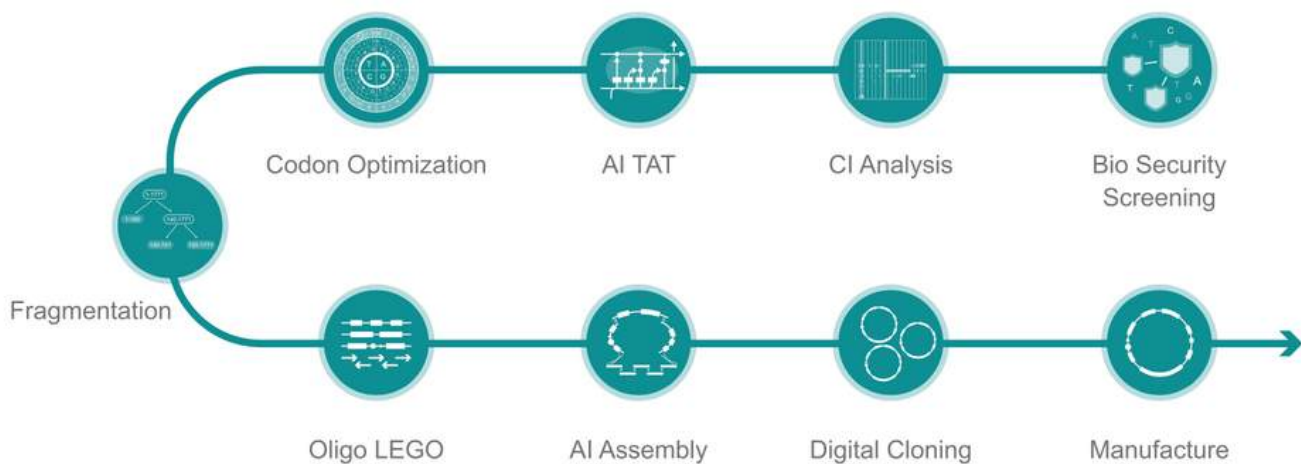 Codon Optimization
AI TAT
CI Analysis
Bio Security
Screening
T A
C G
A
T
C
T
T
A
G
G
Fragmentation
Oligo LEGO
AI Assembly
Digital Cloning
Manufacture